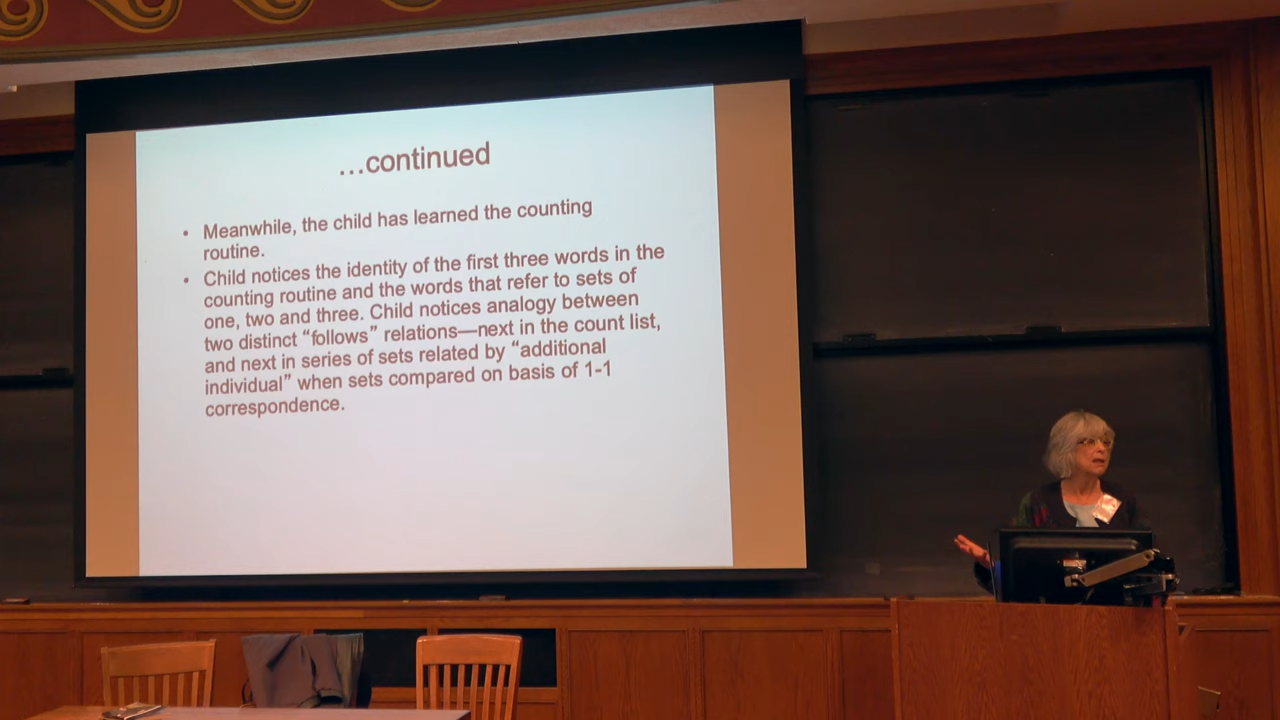 …continued
• Meanwhile, the child has learned the counting
routine.
• Child notices the identity of the first three words in the
counting routine and the words that refer to sets of
one, two and three. Child notices analogy between
two distinct “follows” relations—next in the count list,
and next in series of sets related by “additional
individual” when sets compared on basis of 1-1
correspondence.